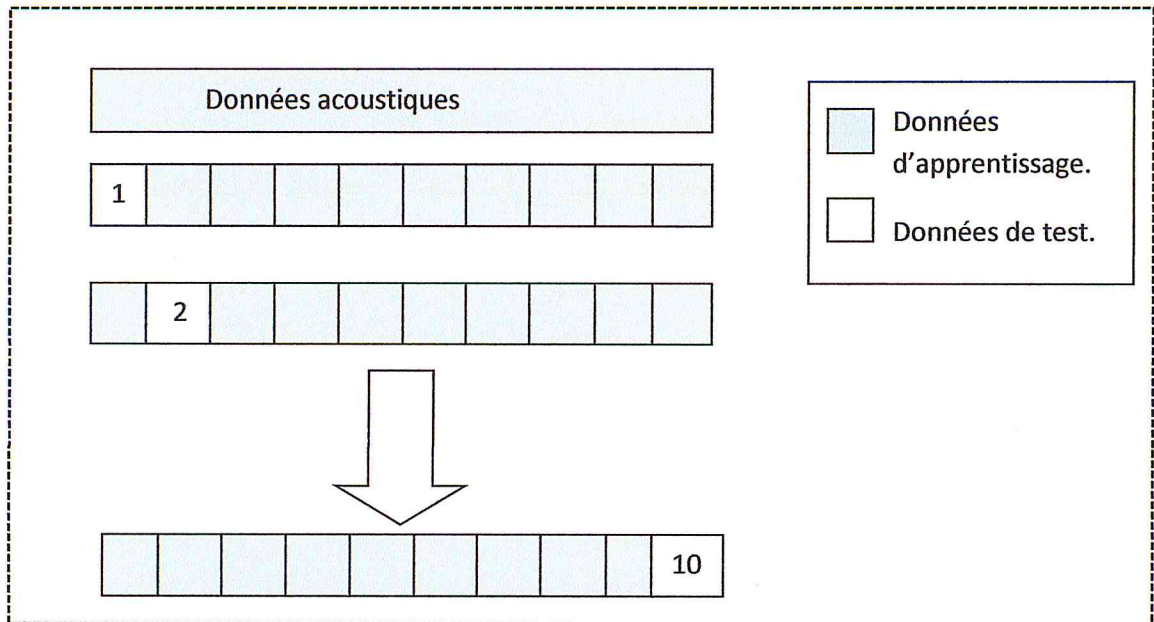 Données acoustiques
Données
d’apprentissage.
Données de test.
1
2
10